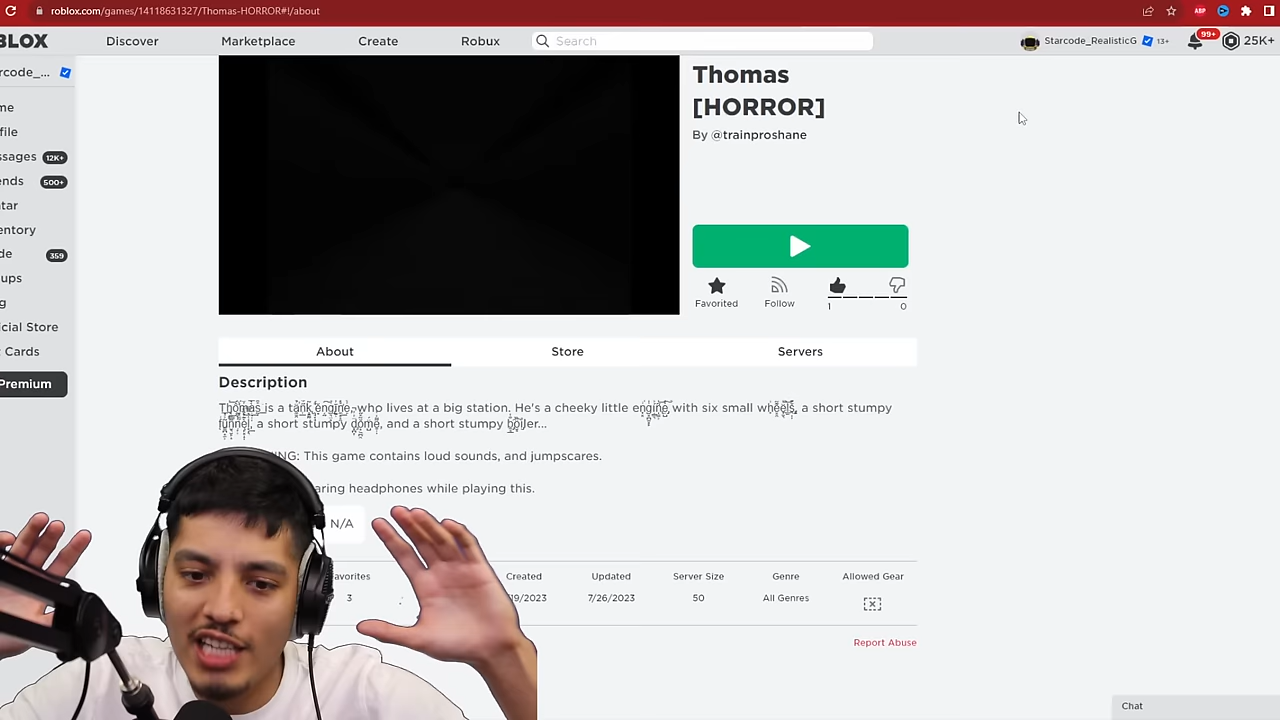 roblox.com/games/14118631327/Thomas-HORROR#!/about
BLOX
Discover
Marketplace
Create
Robux
Search
Starcode_RealisticG
13+
99+
25K+
rcode_...
me
file
ssages 12K+
ends 500+
tar
entory
de 359
ups
g
icial Store
t Cards
Premium
Thomas
[HORROR]
By @trainproshane
Favorited
Follow
1
0
About
Store
Servers
Description
Thomas is a tank engine, who lives at a big station. He's a cheeky little engine with six small wheels, a short stumpy
funnel, a short stumpy dome, and a short stumpy boiler...
ING: This game contains loud sounds, and jumpscares.
aring headphones while playing this.
N/A
avorites
Created
Updated
Server Size
Genre
Allowed Gear
3
19/2023
7/26/2023
50
All Genres
Report Abuse
Chat